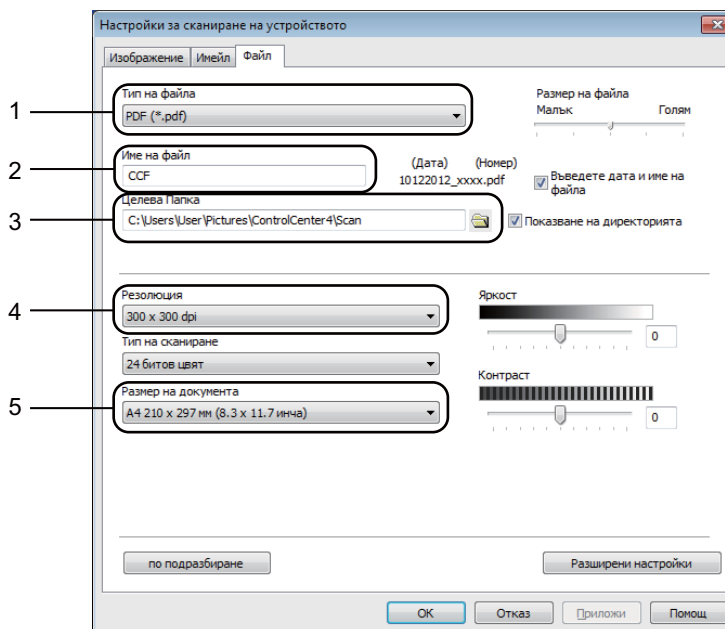 Настройки за сканиране на устройството
Изображение Имейл Файл
1
Тип на файла
PDF (*.pdf)
Размер на файла
Малък Голям
2
Име на файл
CCF
(Дата) (Номер)
10122012_xxxx.pdf
Въведете дата и име на
файла
3
Целева Папка
C:\Users\User\Pictures\ControlCenter4\Scan
Показване на директорията
4
Резолюция
300 x 300 dpi
Яркост
0
Тип на сканиране
24 битов цвят
5
Размер на документа
A4 210 x 297 мм (8.3 x 11.7 инча)
Контраст
0
по подразбиране
Разширени настройки
OK Отказ Приложи Помощ